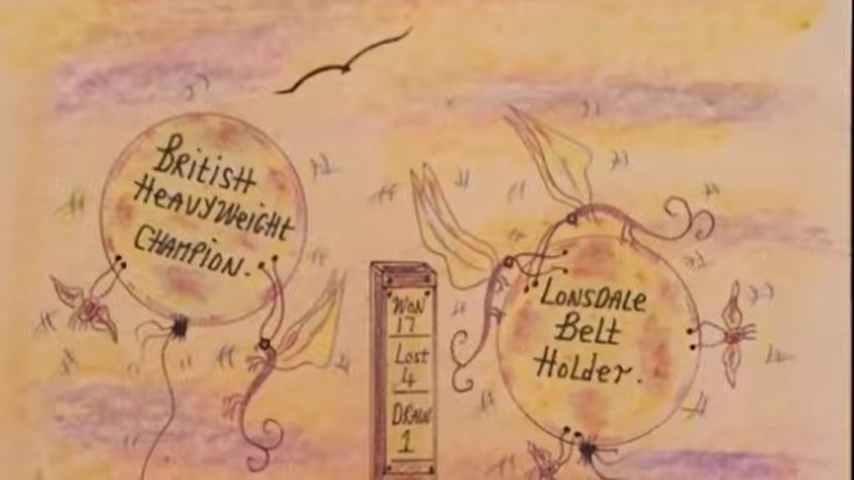 BRitisH
HEAVYWEiGHt
CHAMPiON.
WON
17
Lost
4
DRAW
1
LONSDALE
BELt
HoLder.